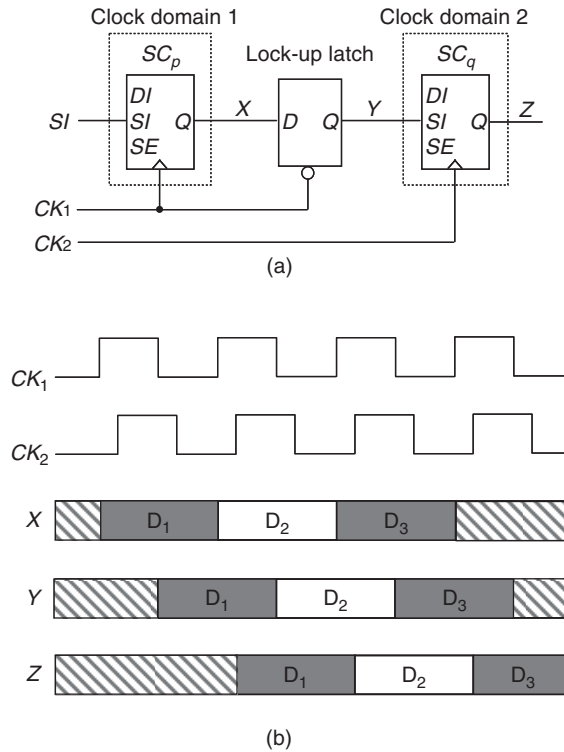 Clock domain 1
Clock domain 2
SCp
Lock-up latch
SCq
DI
SI
SI
Q
SE
X
D
Q
Y
DI
SI
Q
SE
Z
CK1
CK2
(a)
CK1
CK2
X
D1
D2
D3
Y
D1
D2
D3
Z
D1
D2
D3
(b)